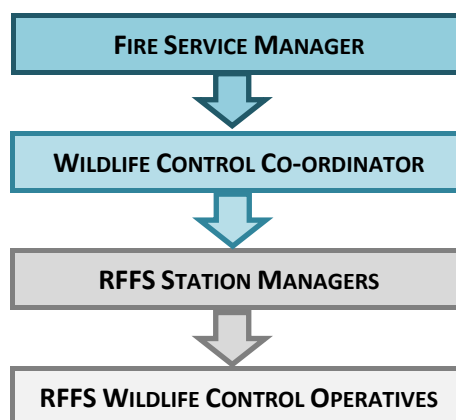 FIRE SERVICE MANAGER
WILDLIFE CONTROL CO-ORDINATOR
RFFS STATION MANAGERS
RFFS WILDLIFE CONTROL OPERATIVES